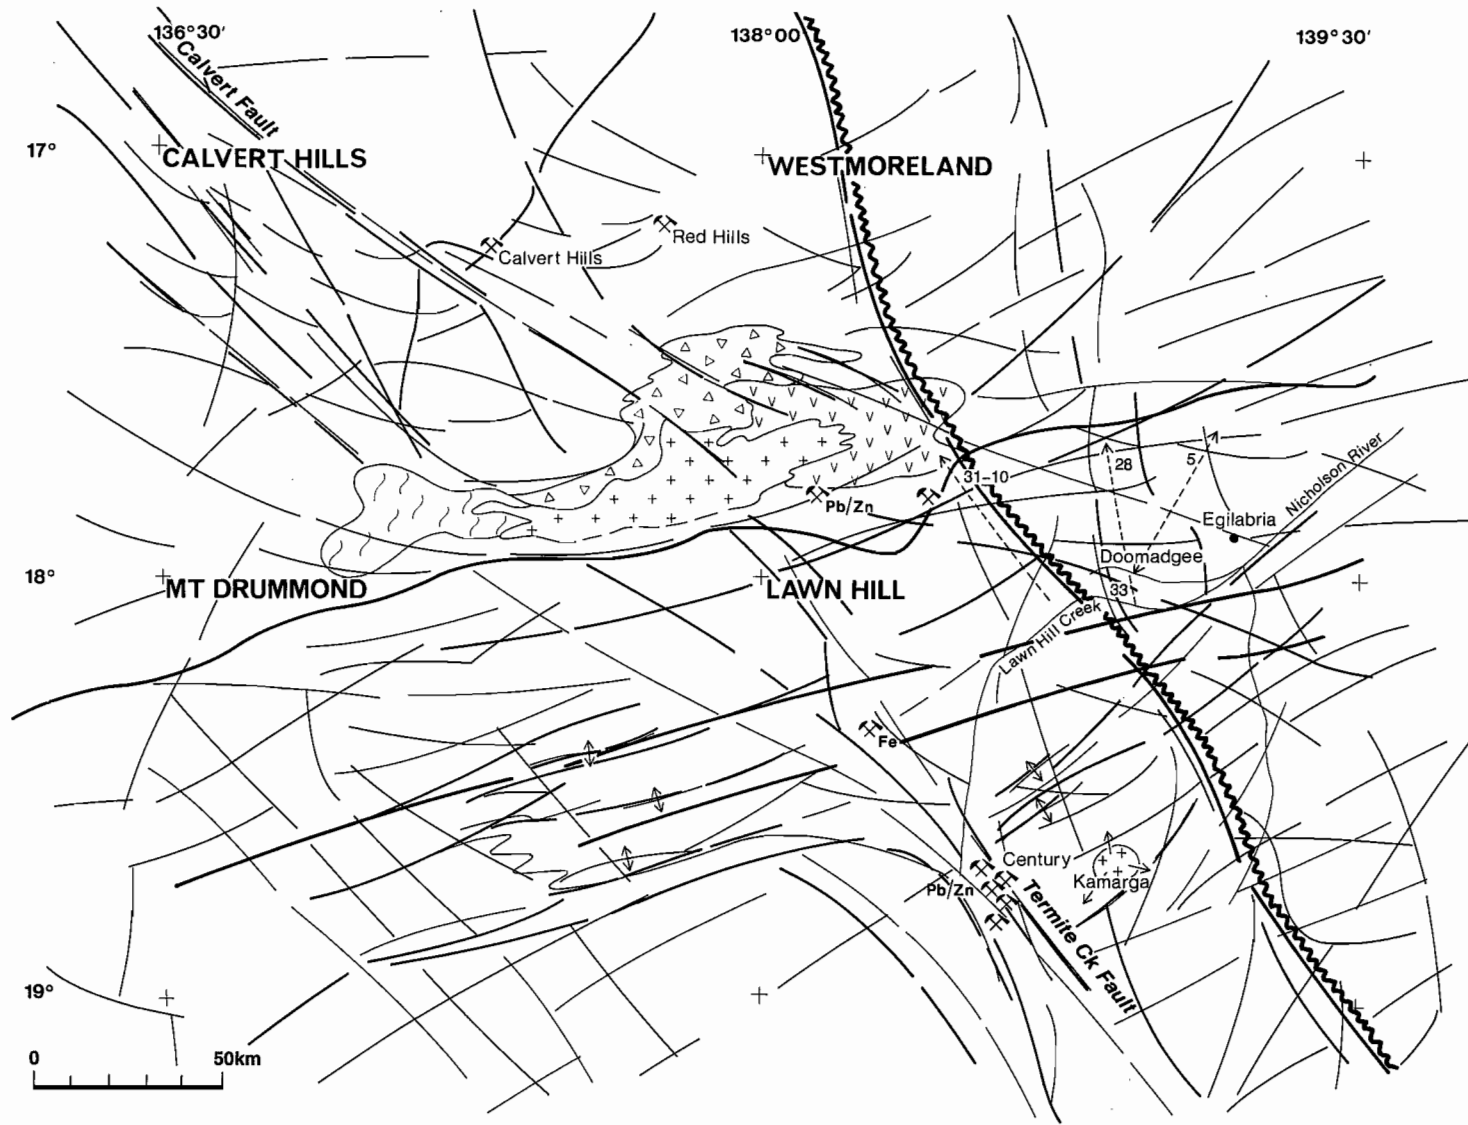 136°30′
138°00′
139°30′
Calvert Fault
17°
CALVERT HILLS
WESTMORELAND
Red Hills
Calvert Hills
28
5
31–10
Nicholson River
Pb/Zn
Egilabria
Doomadgee
18°
MT DRUMMOND
LAWN HILL
33
Lawn Hill Creek
Fe
Century
Kamarga
Pb/Zn
Termite Ck Fault
19°
0
50km